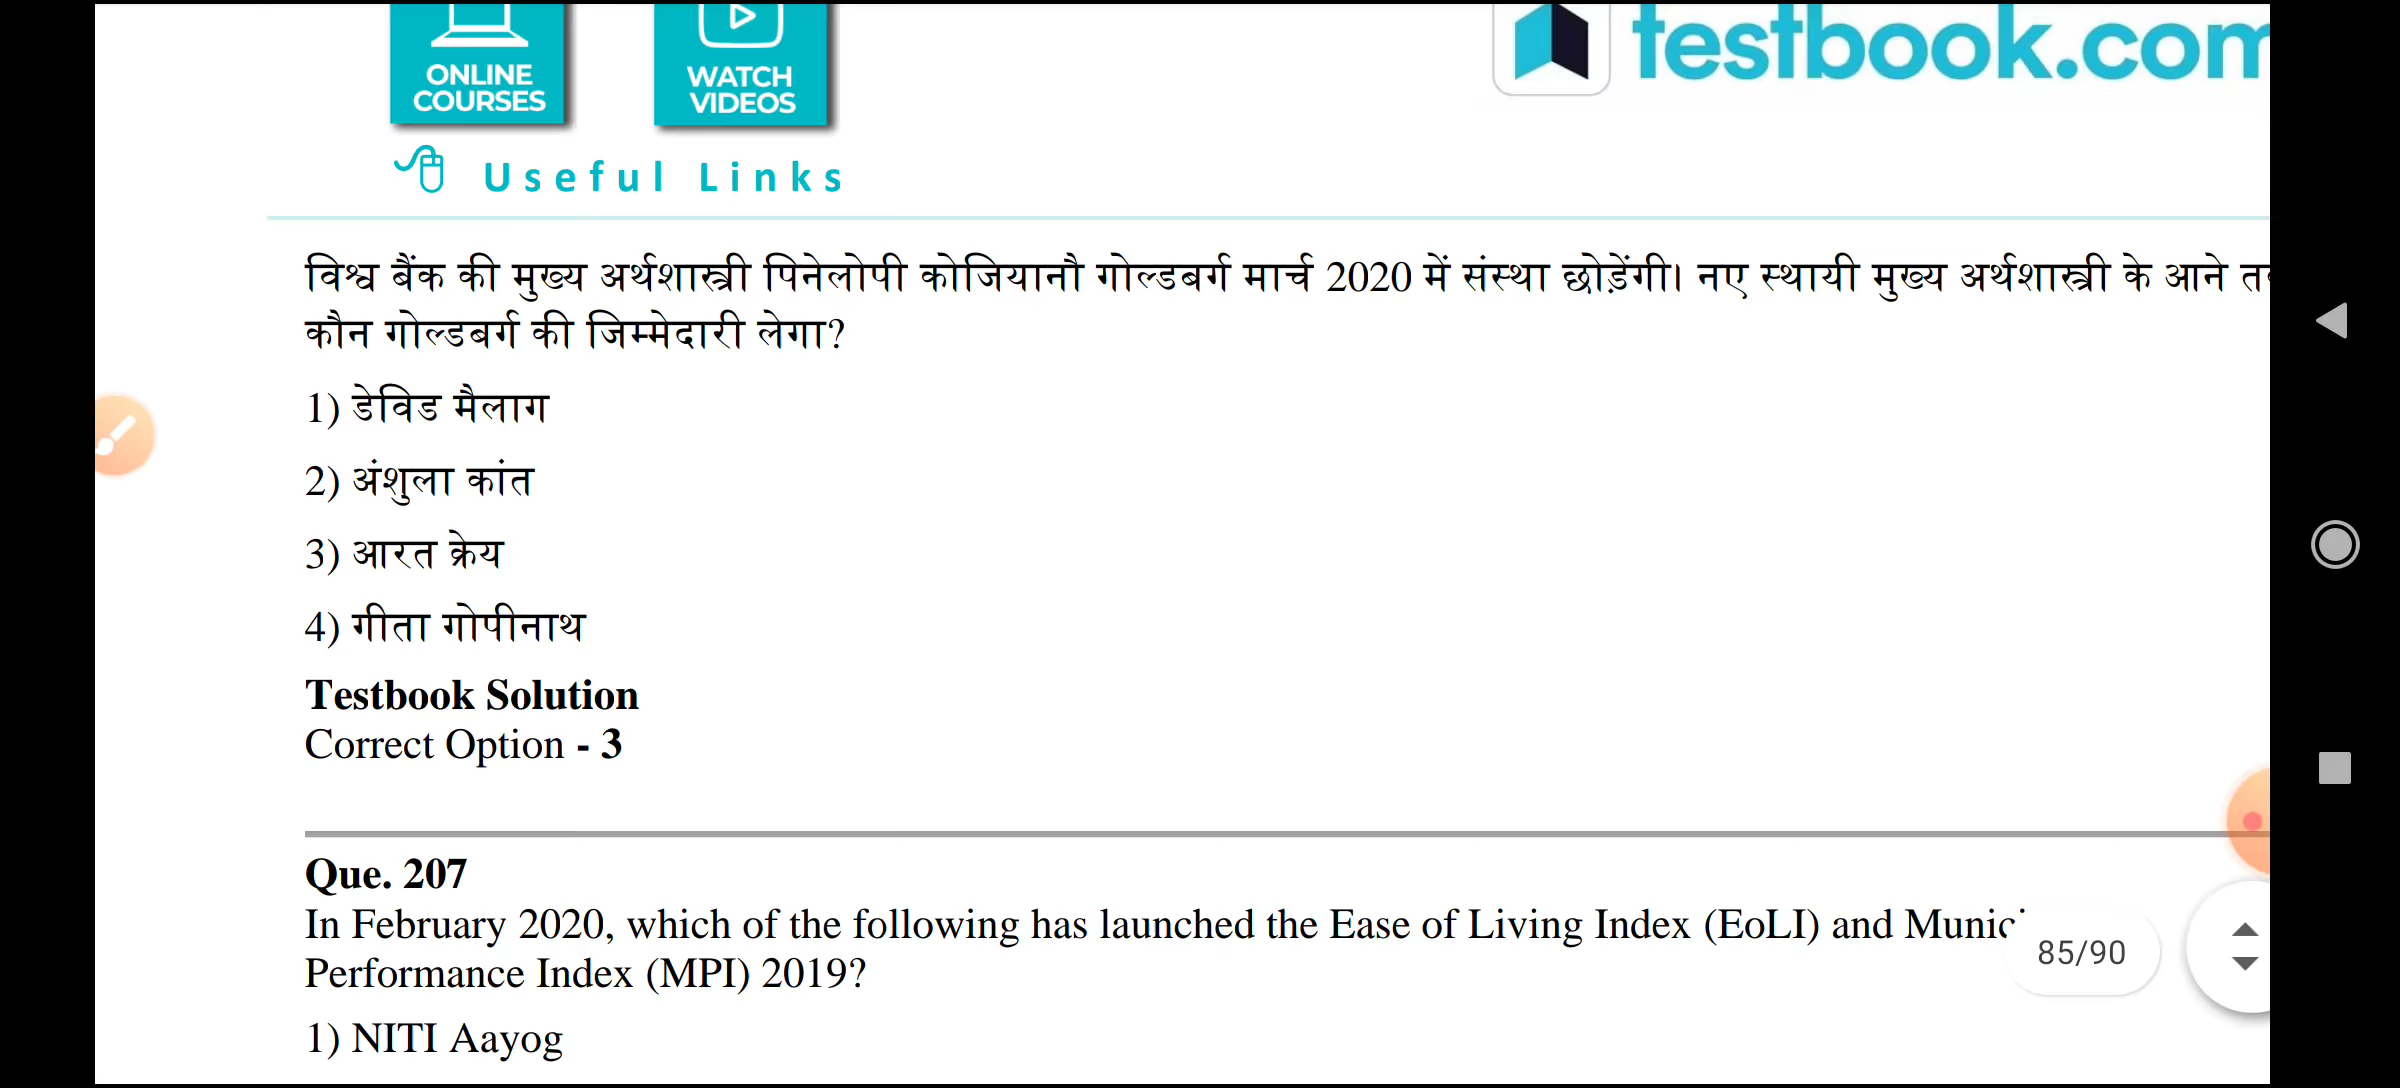 ONLINE
COURSES
WATCH
VIDEOS
testbook.com
Useful Links
विश्व बैंक की मुख्य अर्थशास्त्री पिनेलोपी कोजियानौ गोल्डबर्ग मार्च 2020 में संस्था छोड़ेंगी। नए स्थायी मुख्य अर्थशास्त्री के आने
कौन गोल्डबर्ग की जिम्मेदारी लेगा?
1) डेविड मैलाग
2) अंशुला कांत
3) आरत क्रेय
4) गीता गोपीनाथ
Testbook Solution
Correct Option - 3
Que. 207
In February 2020, which of the following has launched the Ease of Living Index (EoLI) and
Performance Index (MPI) 2019?
85/90
1) NITI Aayog